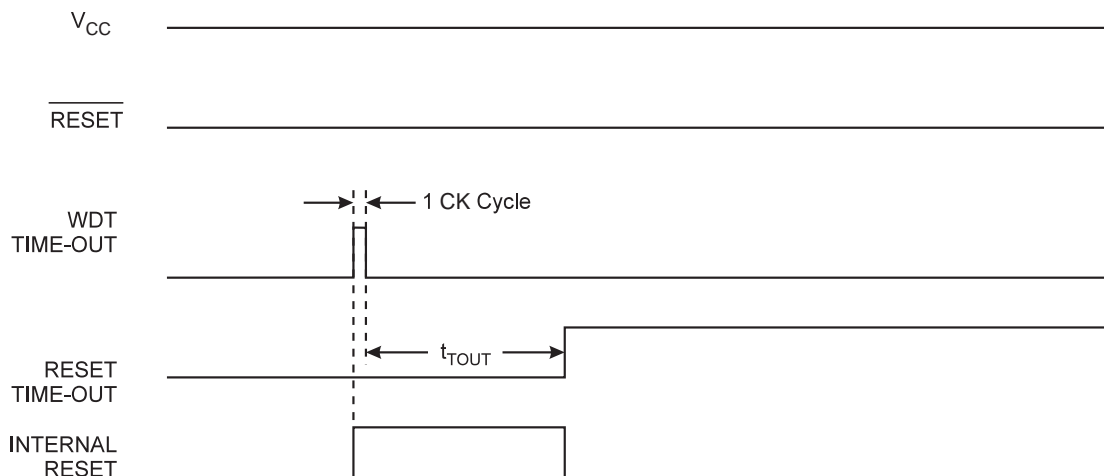 VCC
RESET
1 CK Cycle
WDT
TIME-OUT
tTOUT
RESET
TIME-OUT
INTERNAL
RESET